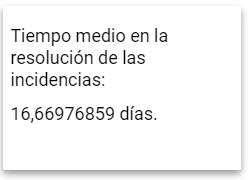 Tiempo medio en la
resolución de las
incidencias:
16,66976859 días.